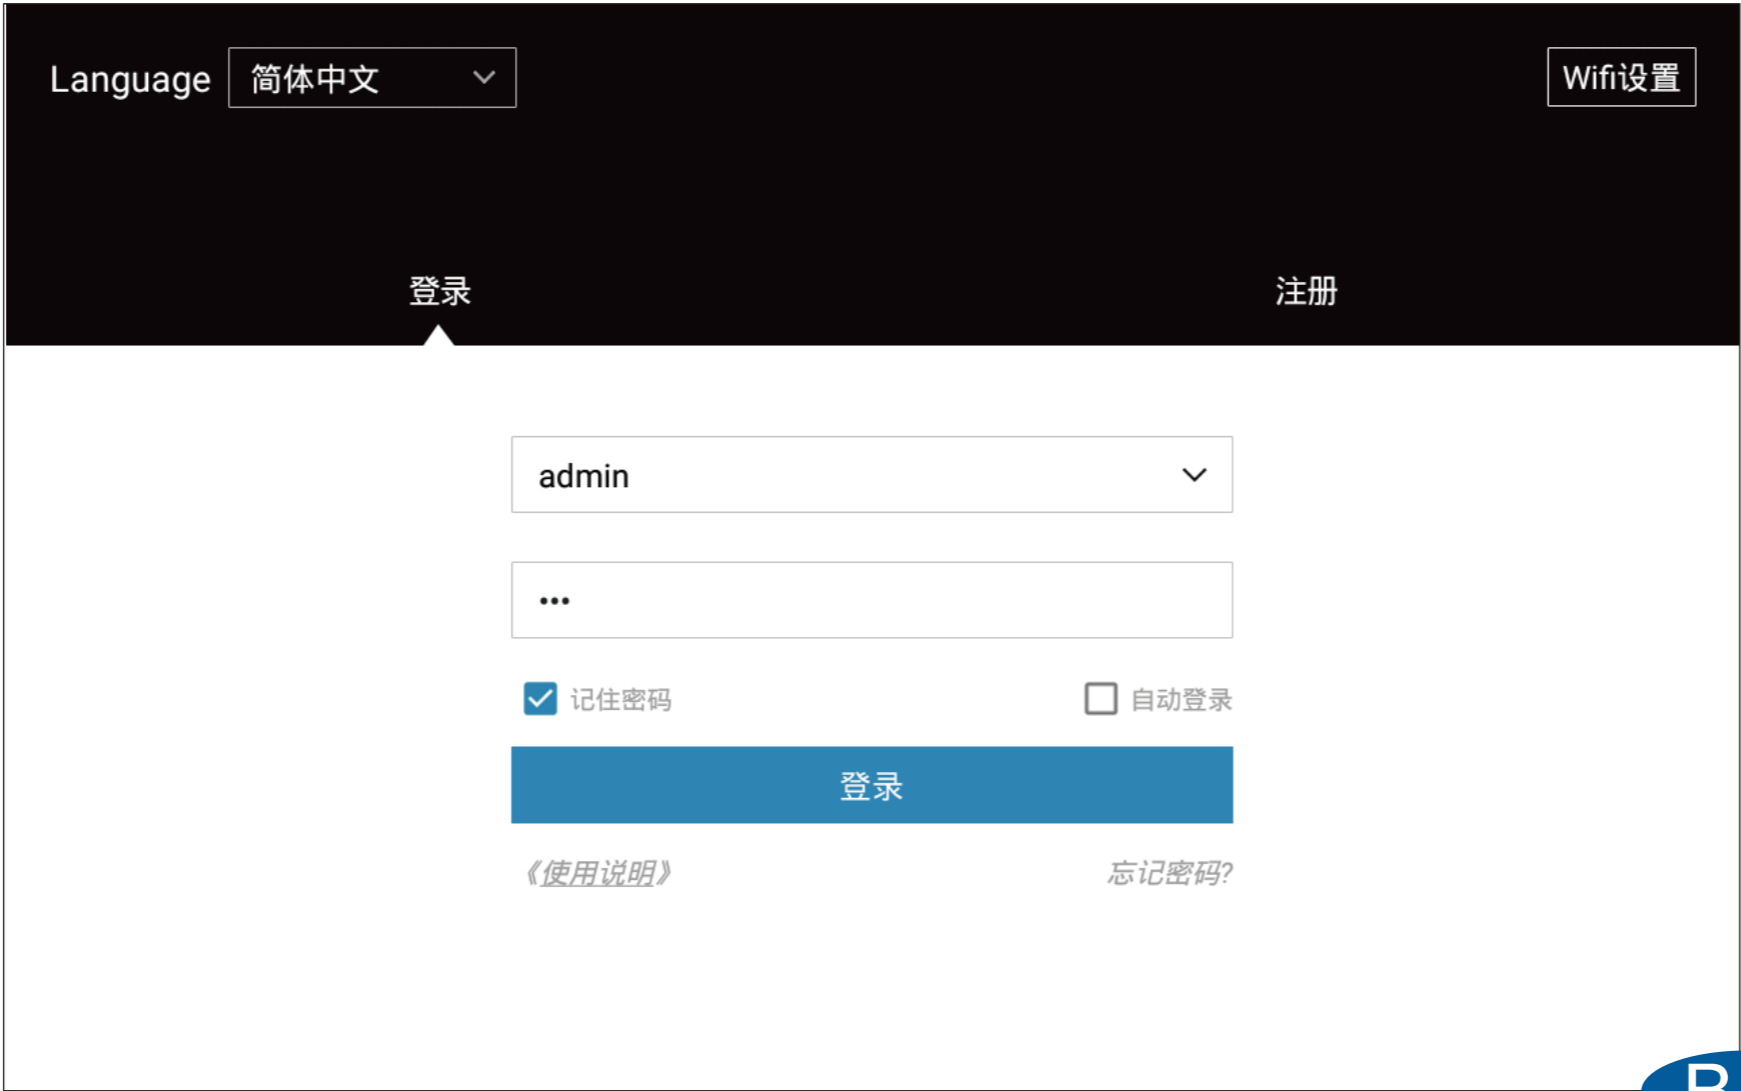 Language 简体中文 Wifi设置
登录 注册
admin
•••
记住密码 自动登录
登录
《使用说明》 忘记密码?